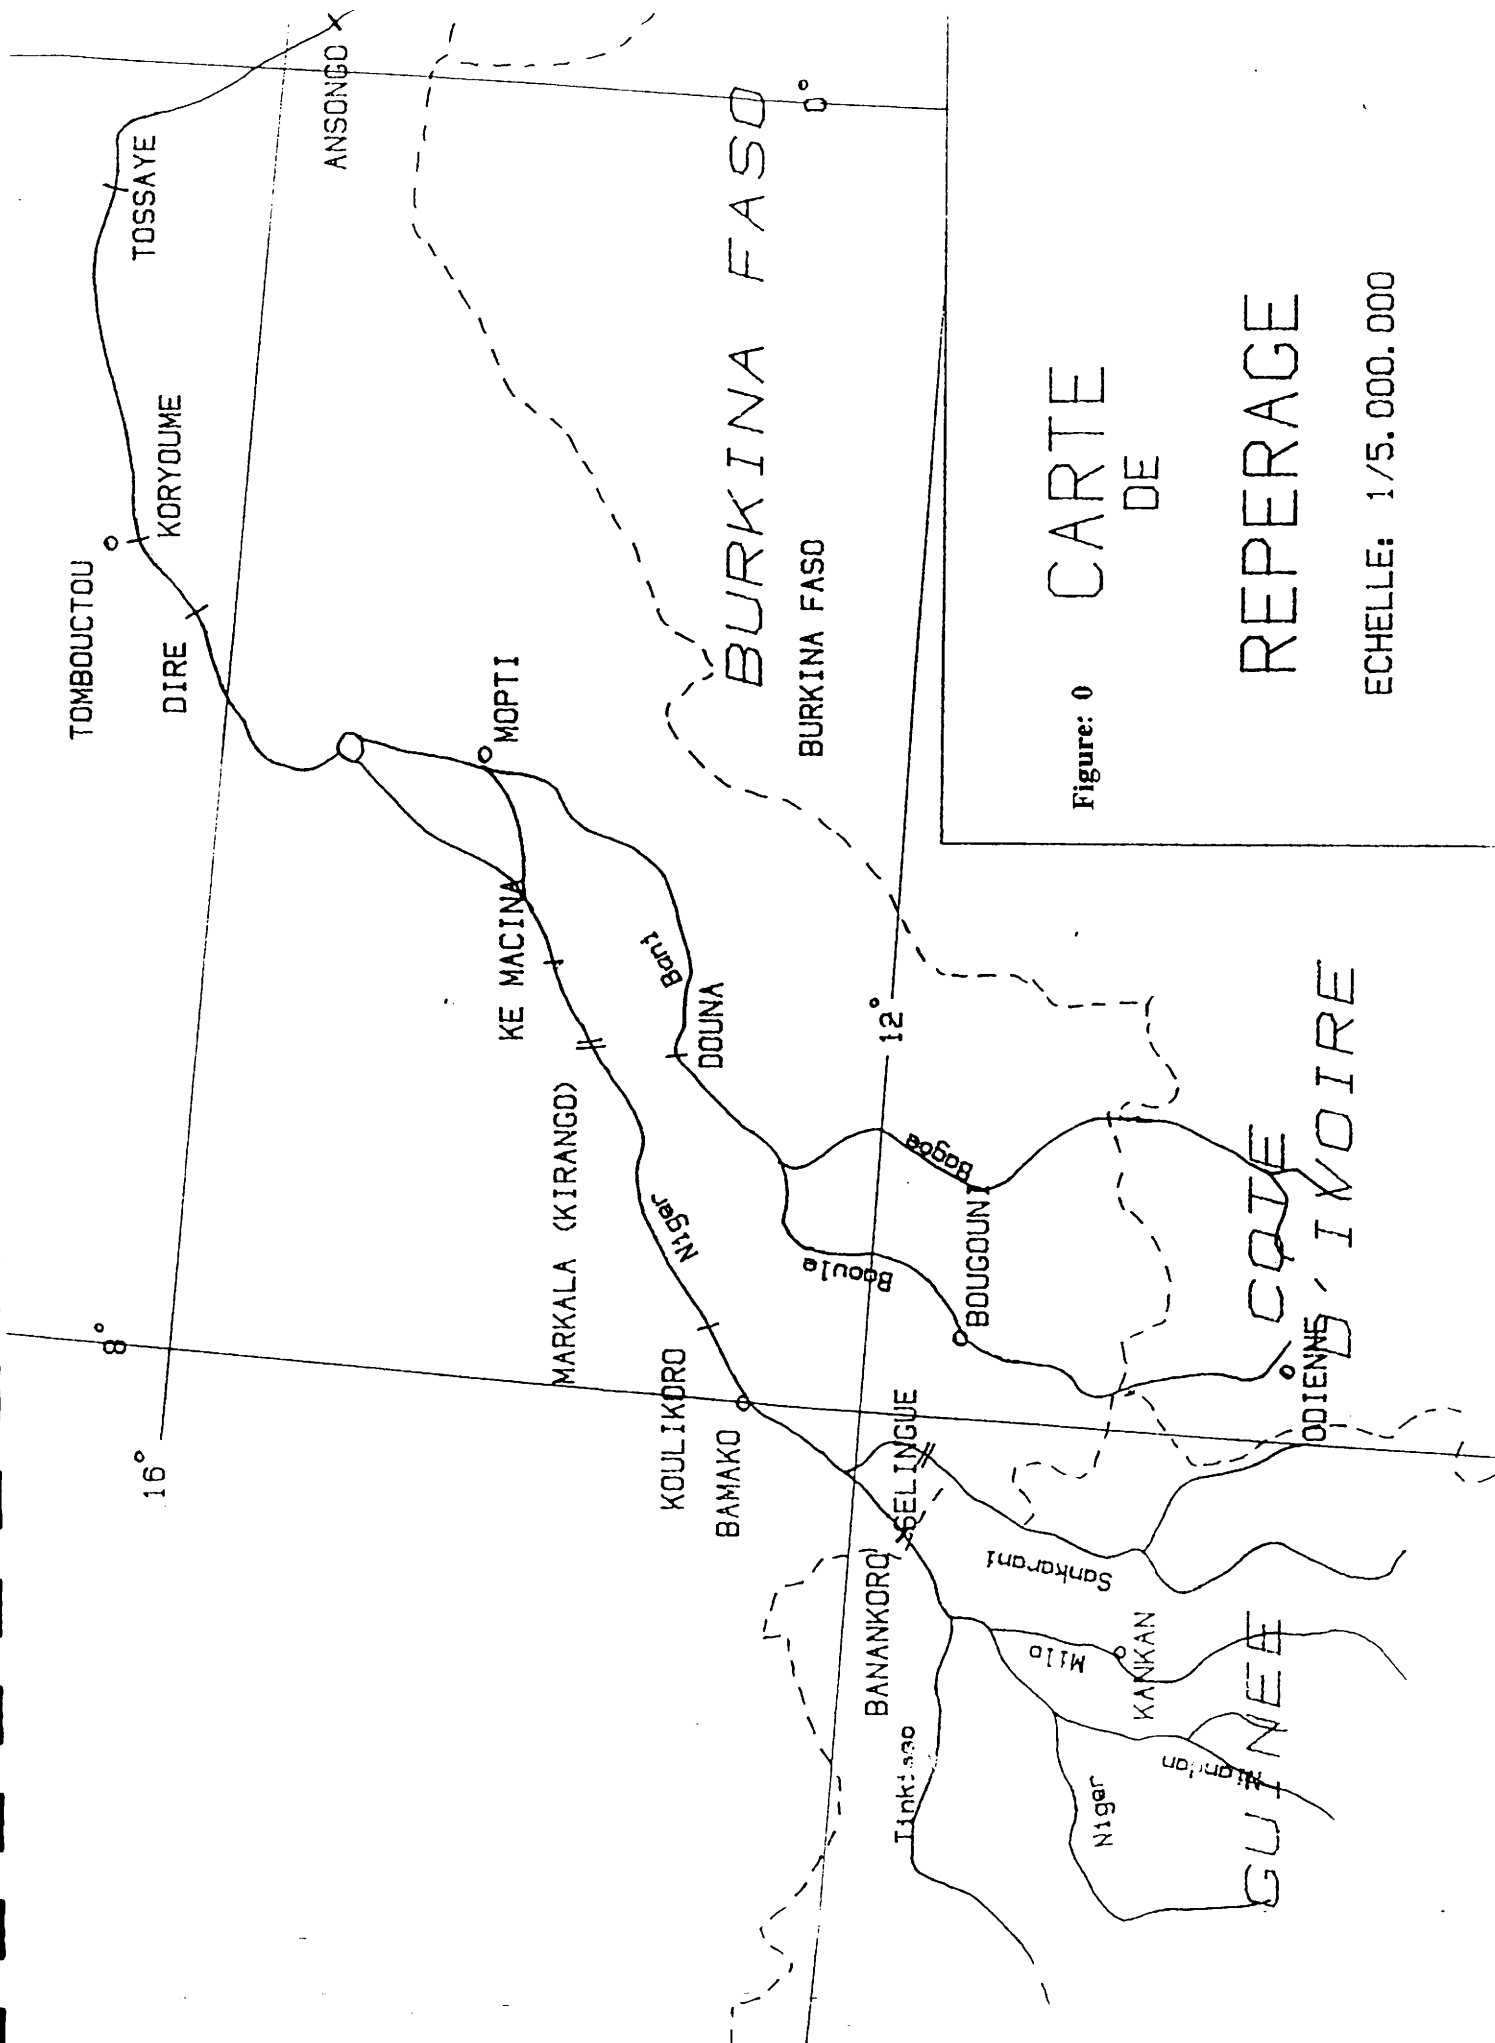 16°
8°
0°
12°
TOMBOUCTOU
KORYOUME
TOSSAYE
ANSONGO
DIRE
MOPTI
KE MACINA
MARKALA (KIRANGO)
Niger
Bani
DOUNA
KOULIKORO
BAMAKO
BANANKORO
SELINGUE
BOUGOUNI
Baoule
Bagoe
BURKINA FASO
BURKINA FASO
Tinkisso
Niger
Milo
KANKAN
Niandan
Sankarani
ODIENNE
GUINEE
COTE
D'IVOIRE
Figure: 0
CARTE
DE
REPERAGE
ECHELLE: 1/5.000.000